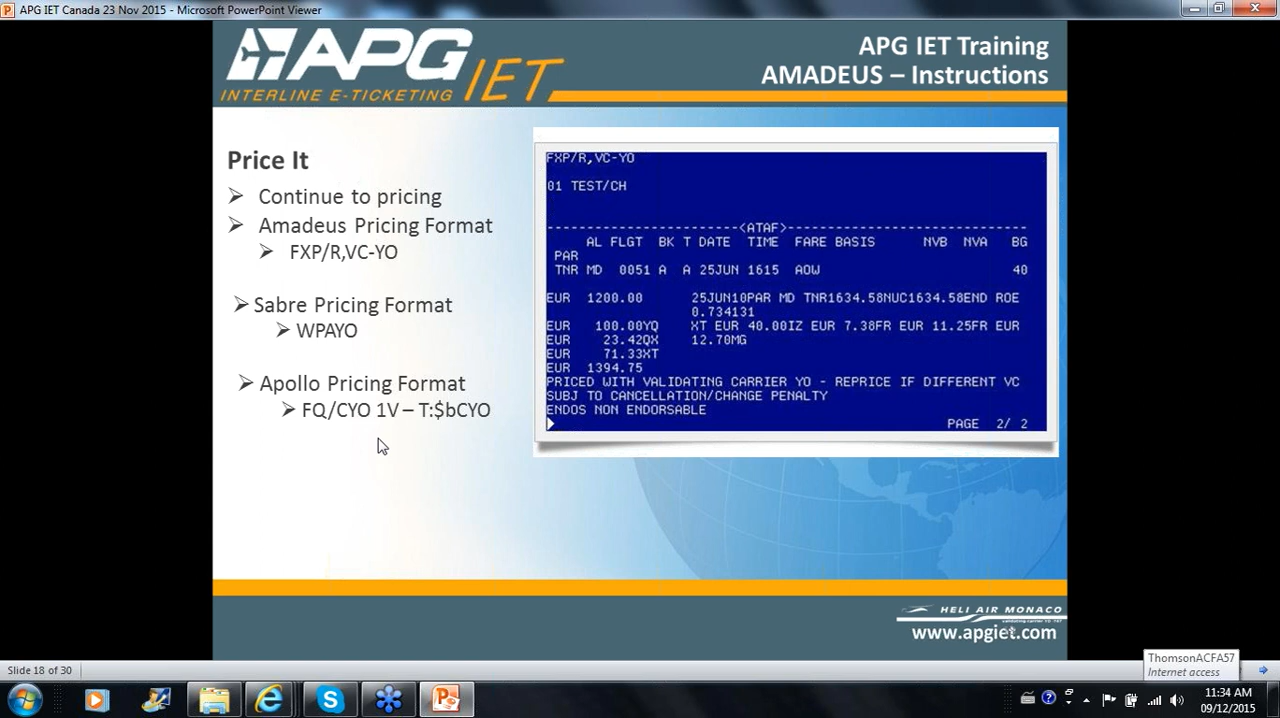 APG IET Canada 23 Nov 2015 - Microsoft PowerPoint Viewer
APG IET
INTERLINE E-TICKETING
APG IET Training
AMADEUS – Instructions
Price It
Continue to pricing
Amadeus Pricing Format
FXP/R,VC-YO
Sabre Pricing Format
WPAYO
Apollo Pricing Format
FQ/CYO 1V – T:$bCYO
FXP/R,VC-YO
01 TEST/CH
------------------------<ATAF>------------------------------
AL FLGT BK T DATE TIME FARE BASIS NVB NVA BG
PAR
TNR MD 0051 A A 25JUN 1615 AOW 40
EUR 1200.00 25JUN10PAR MD TNR1634.58NUC1634.58END ROE
0.734131
EUR 100.00YQ XT EUR 40.00IZ EUR 7.38FR EUR 11.25FR EUR
EUR 23.42QX 12.70MG
EUR 71.33XT
EUR 1394.75
PRICED WITH VALIDATING CARRIER YO - REPRICE IF DIFFERENT VC
SUBJ TO CANCELLATION/CHANGE PENALTY
ENDOS NON ENDORSABLE
PAGE 2/ 2
HELI AIR MONACO
www.apgiet.com
Slide 18 of 30
ThomsonACFA57
Internet access
11:34 AM
09/12/2015